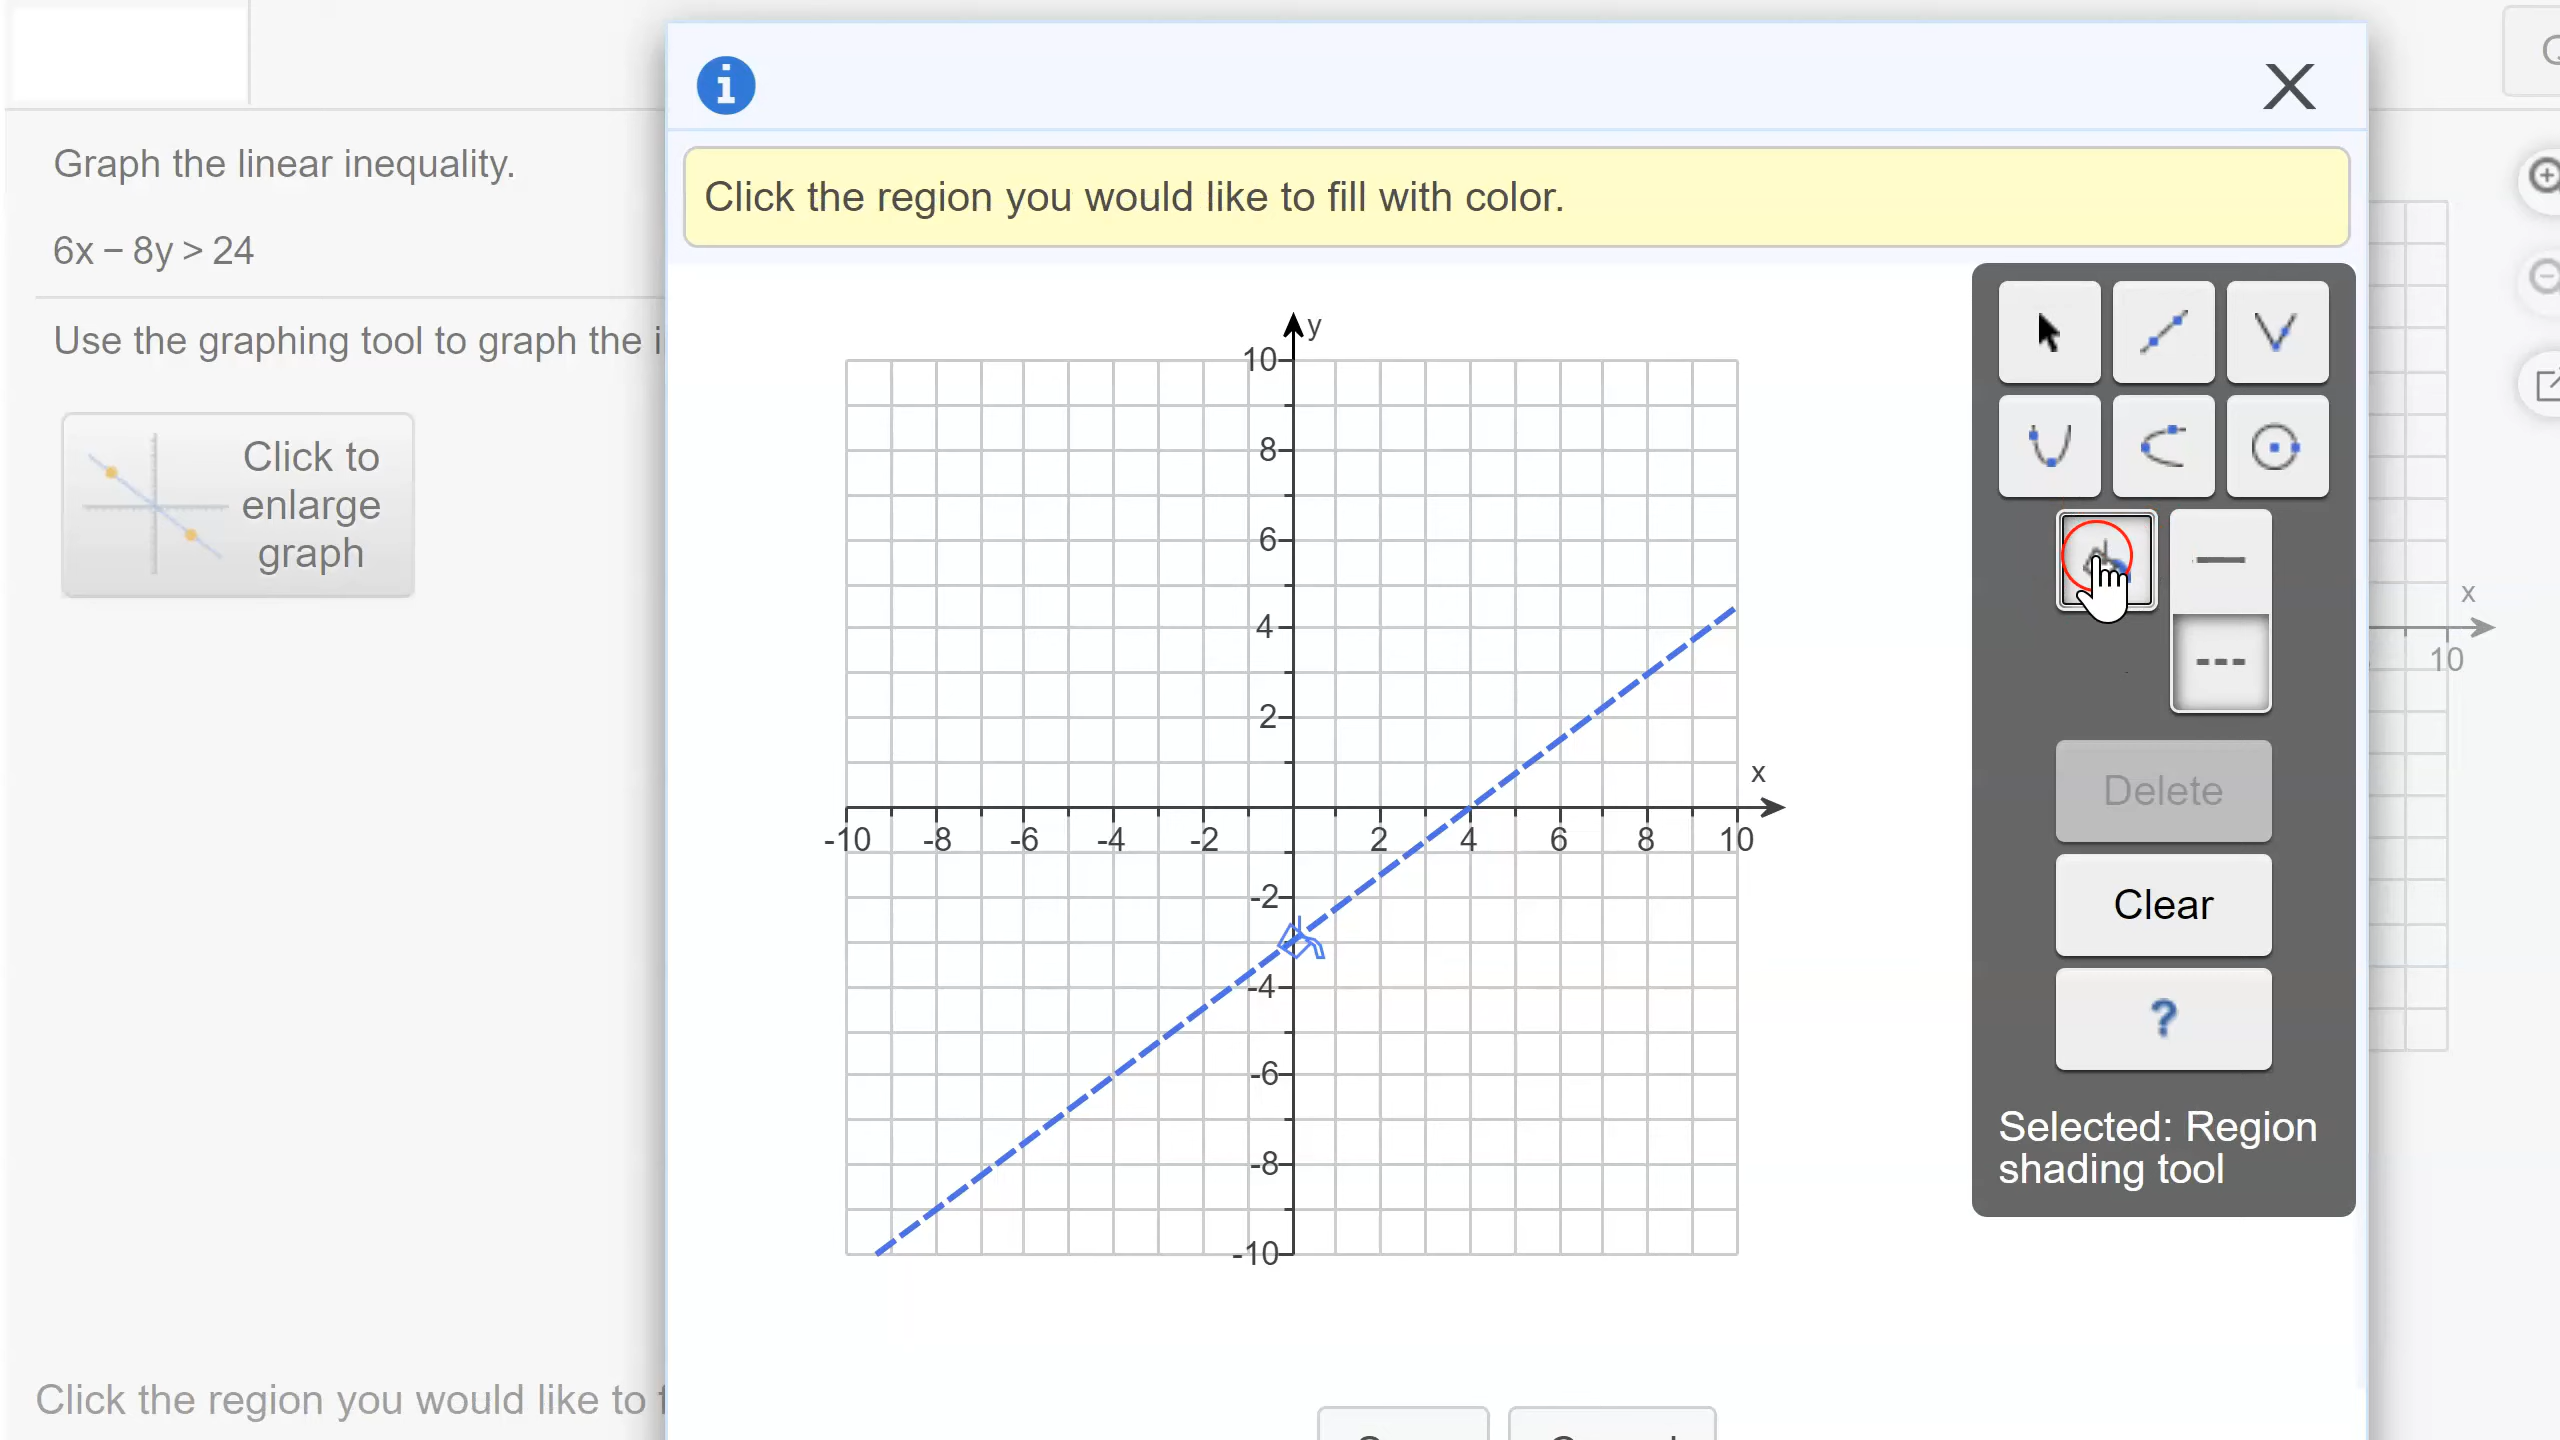 Graph the linear inequality.
6x − 8y > 24
Use the graphing tool to graph the
Click to
enlarge
graph
Click the region you would like to
i
Click the region you would like to fill with color.
y
10
8
6
4
2
x
-10 -8 -6 -4 -2 2 4 6 8 10
-2
-4
-6
-8
-10
Delete
Clear
?
Selected: Region
shading tool
x
10